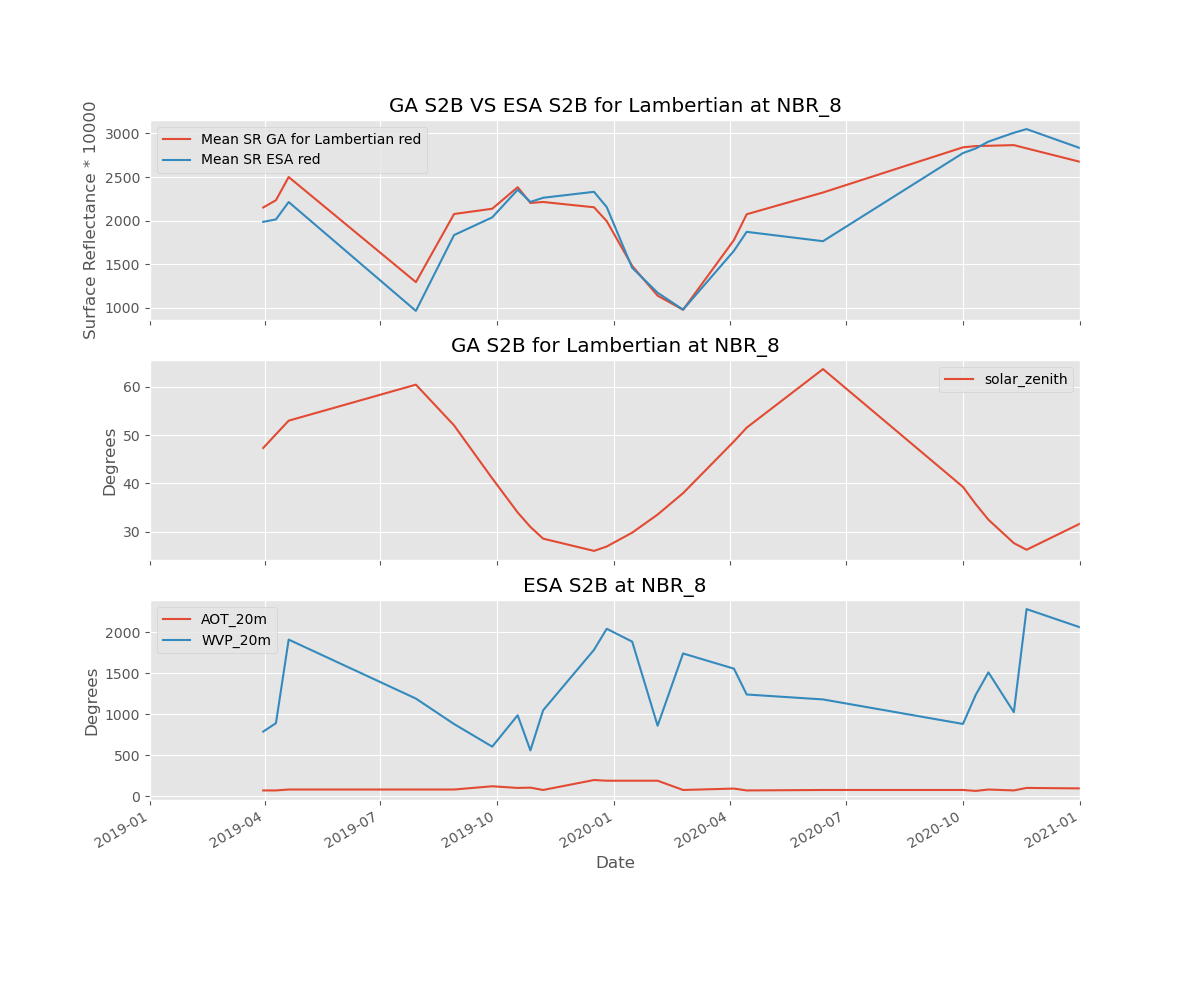 GA S2B VS ESA S2B for Lambertian at NBR_8
Surface Reflectance * 10000
3000
2500
2000
1500
1000
Mean SR GA for Lambertian red
Mean SR ESA red
GA S2B for Lambertian at NBR_8
Degrees
60
50
40
30
solar_zenith
ESA S2B at NBR_8
Degrees
2000
1500
1000
500
0
AOT_20m
WVP_20m
2019-01
2019-04
2019-07
2019-10
2020-01
2020-04
2020-07
2020-10
2021-01
Date